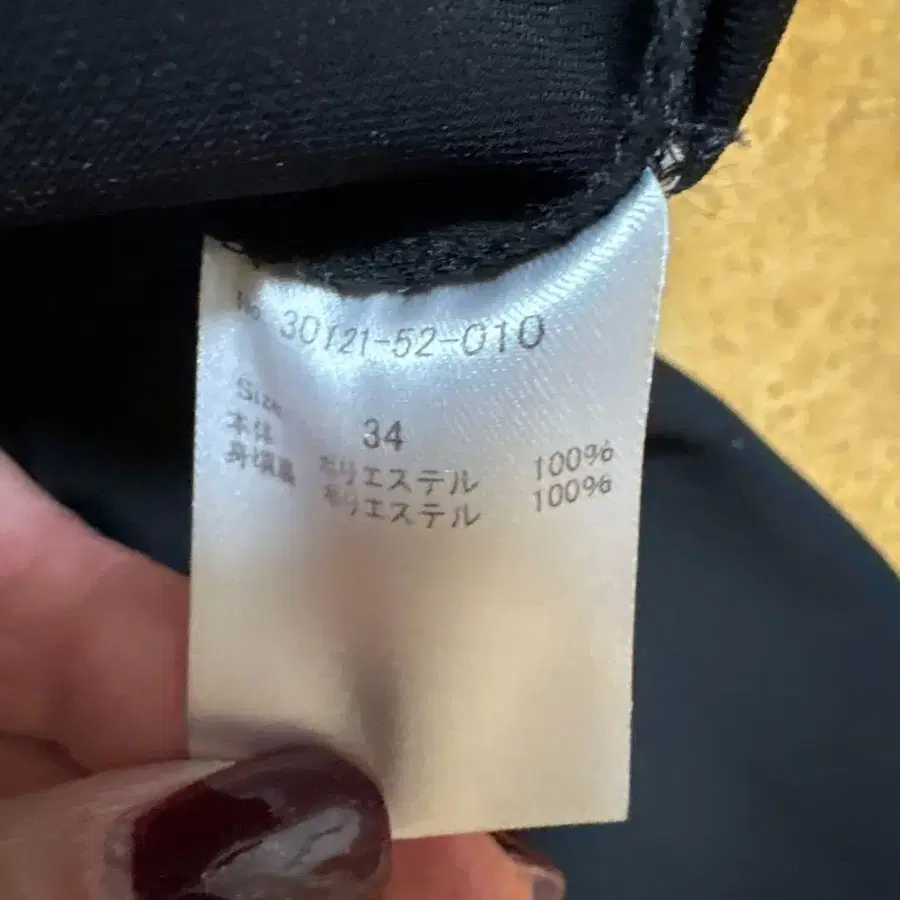 No. 30121-52-010
Size 34
本体 ポリエステル 100%
身頃裏 ポリエステル 100%